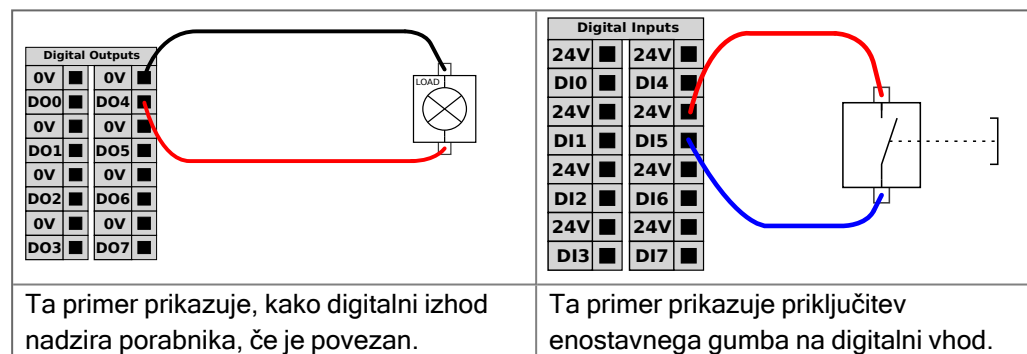 Digital Outputs
0V 0V
DO0 DO4
0V 0V
DO1 DO5
0V 0V
DO2 DO6
0V 0V
DO3 DO7
LOAD
Digital Inputs
24V 24V
DI0 DI4
24V 24V
DI1 DI5
24V 24V
DI2 DI6
24V 24V
DI3 DI7
Ta primer prikazuje, kako digitalni izhod
nadzira porabnika, če je povezan.
Ta primer prikazuje priključitev
enostavnega gumba na digitalni vhod.